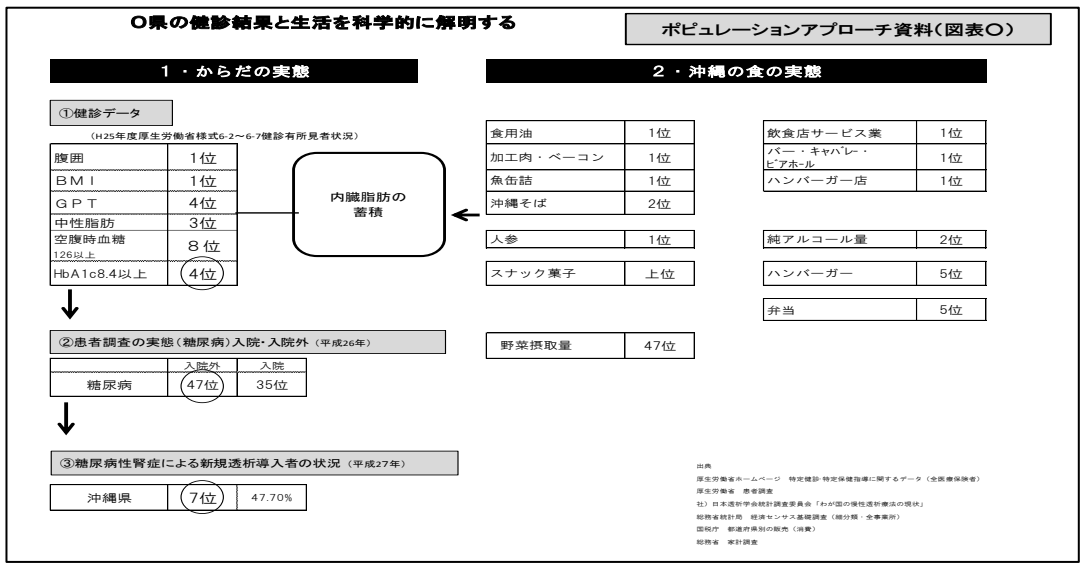 〇県の健診結果と生活を科学的に解明する
ポピュレーションアプローチ資料(図表〇)
1・からだの実態
①健診データ
(H25年度厚生労働省様式6-2～6-7健診有所見者状況)
腹囲 1位
BMI 1位
GPT 4位
中性脂肪 3位
空腹時血糖 126以上 8位
HbA1c8.4以上 4位
内臓脂肪の
蓄積
②患者調査の実態(糖尿病)入院・入院外 (平成26年)
入院外 入院
糖尿病 47位 35位
③糖尿病性腎症による新規透析導入者の状況 (平成27年)
沖縄県 7位 47.70%
2・沖縄の食の実態
食用油 1位
加工肉・ベーコン 1位
魚缶詰 1位
沖縄そば 2位
人参 1位
スナック菓子 上位
野菜摂取量 47位
飲食店サービス業 1位
バー・キャバレー・
ビアホール 1位
ハンバーガー店 1位
純アルコール量 2位
ハンバーガー 5位
弁当 5位
出典
厚生労働省ホームページ 特定健診・特定保健指導に関するデータ (全医療保険者)
厚生労働省 患者調査
社）日本透析学会統計調査委員会「わが国の慢性透析療法の現状」
総務省統計局 経済センサス基礎調査 (細分類・全事業所)
国税庁 都道府県別の販売 (消費)
総務省 家計調査